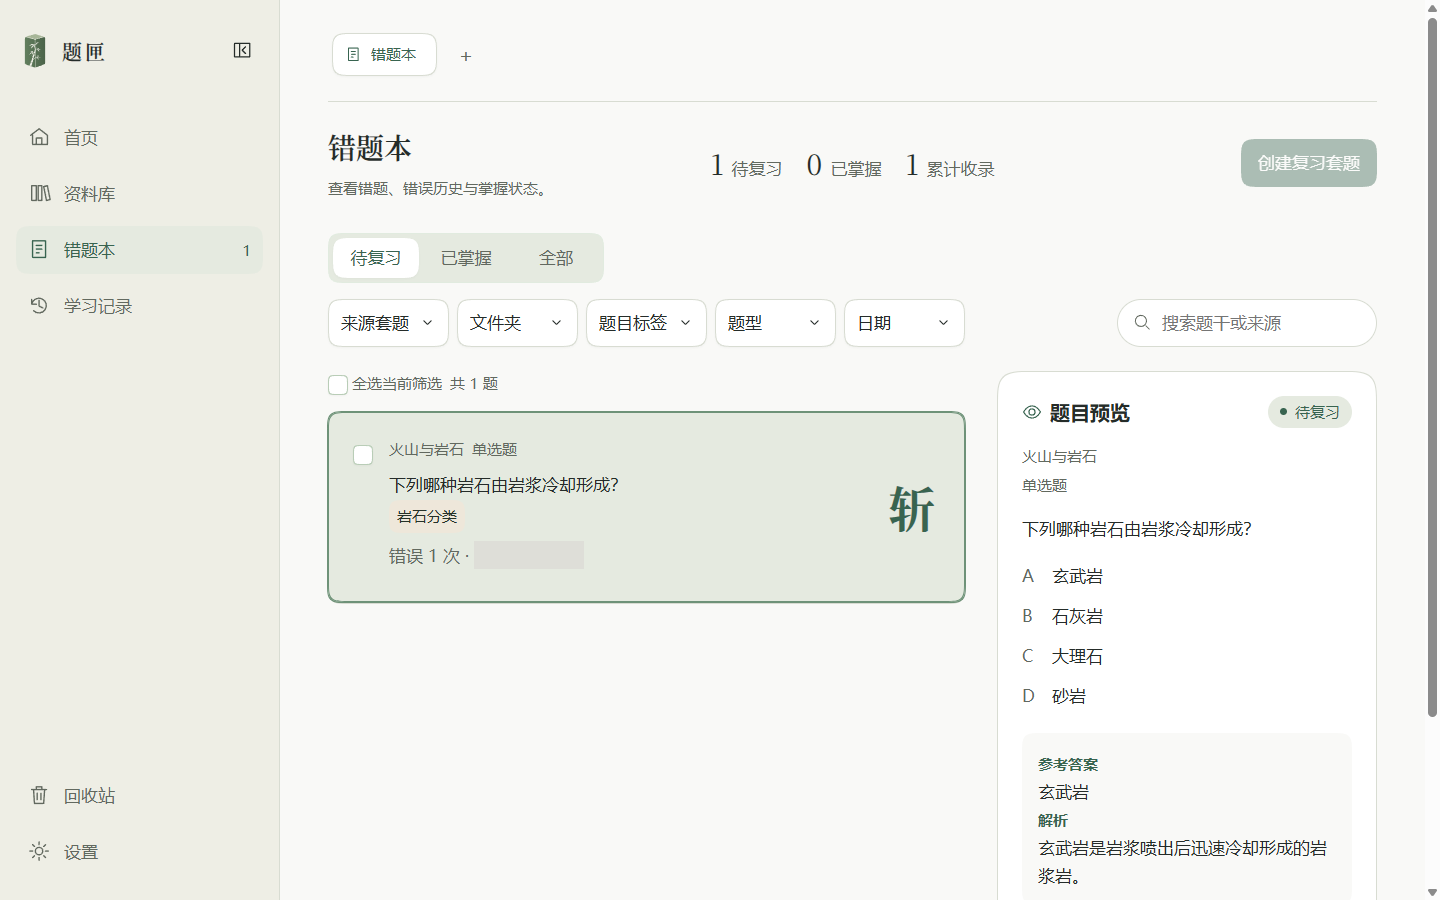 题匣
首页
资料库
错题本 1
学习记录
回收站
设置
错题本 +
错题本
查看错题、错误历史与掌握状态。
1 待复习 0 已掌握 1 累计收录
创建复习套题
待复习 已掌握 全部
来源套题 文件夹 题目标签 题型 日期
搜索题干或来源
全选当前筛选 共 1 题
火山与岩石 单选题
下列哪种岩石由岩浆冷却形成?
岩石分类
错误 1 次 ·
斩
题目预览 待复习
火山与岩石
单选题
下列哪种岩石由岩浆冷却形成?
A 玄武岩
B 石灰岩
C 大理石
D 砂岩
参考答案
玄武岩
解析
玄武岩是岩浆喷出后迅速冷却形成的岩
浆岩。